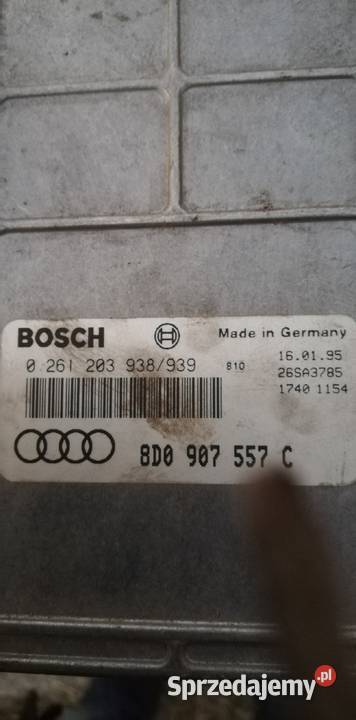 BOSCH
Made in Germany
0 261 203 938/939
810
16.01.95
26SA3785
1740 1154
8D0 907 557 C
Sprzedajemy.pl